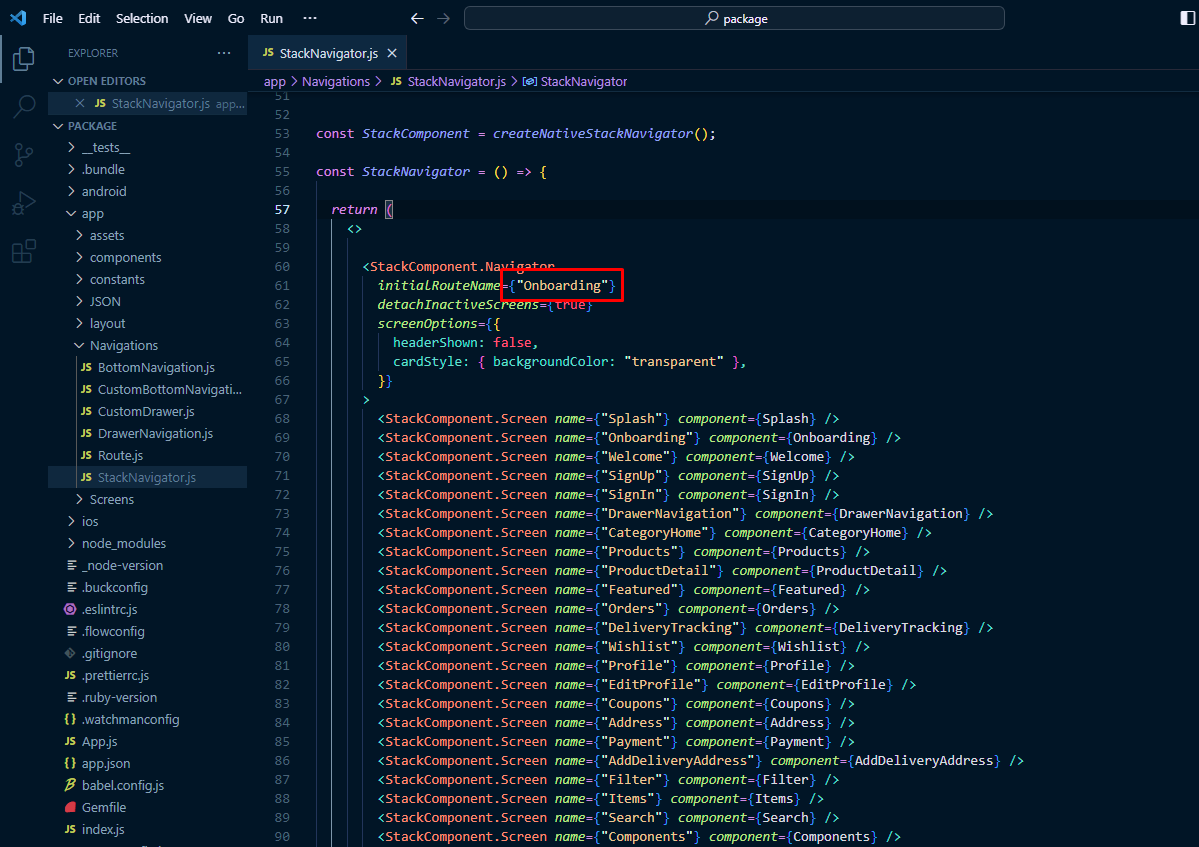 File Edit Selection View Go Run ···
package
EXPLORER ···
JS StackNavigator.js
OPEN EDITORS
JS StackNavigator.js app...
PACKAGE
__tests__
.bundle
android
app
assets
components
constants
JSON
layout
Navigations
JS BottomNavigation.js
JS CustomBottomNavigati...
JS CustomDrawer.js
JS DrawerNavigation.js
JS Route.js
JS StackNavigator.js
Screens
ios
node_modules
_node-version
.buckconfig
.eslintrc.js
.flowconfig
.gitignore
JS .prettierrc.js
.ruby-version
{} .watchmanconfig
JS App.js
{} app.json
babel.config.js
Gemfile
JS index.js
app > Navigations > JS StackNavigator.js > StackNavigator
51
52
53 const StackComponent = createNativeStackNavigator();
54
55 const StackNavigator = () => {
56
57 return (
58 <>
59
60 <StackComponent.Navigator
61 initialRouteName={"Onboarding"}
62 detachInactiveScreens={true}
63 screenOptions={{
64 headerShown: false,
65 cardStyle: { backgroundColor: "transparent" },
66 }}
67 >
68 <StackComponent.Screen name={"Splash"} component={Splash} />
69 <StackComponent.Screen name={"Onboarding"} component={Onboarding} />
70 <StackComponent.Screen name={"Welcome"} component={Welcome} />
71 <StackComponent.Screen name={"SignUp"} component={SignUp} />
72 <StackComponent.Screen name={"SignIn"} component={SignIn} />
73 <StackComponent.Screen name={"DrawerNavigation"} component={DrawerNavigation} />
74 <StackComponent.Screen name={"CategoryHome"} component={CategoryHome} />
75 <StackComponent.Screen name={"Products"} component={Products} />
76 <StackComponent.Screen name={"ProductDetail"} component={ProductDetail} />
77 <StackComponent.Screen name={"Featured"} component={Featured} />
78 <StackComponent.Screen name={"Orders"} component={Orders} />
79 <StackComponent.Screen name={"DeliveryTracking"} component={DeliveryTracking} />
80 <StackComponent.Screen name={"Wishlist"} component={Wishlist} />
81 <StackComponent.Screen name={"Profile"} component={Profile} />
82 <StackComponent.Screen name={"EditProfile"} component={EditProfile} />
83 <StackComponent.Screen name={"Coupons"} component={Coupons} />
84 <StackComponent.Screen name={"Address"} component={Address} />
85 <StackComponent.Screen name={"Payment"} component={Payment} />
86 <StackComponent.Screen name={"AddDeliveryAddress"} component={AddDeliveryAddress} />
87 <StackComponent.Screen name={"Filter"} component={Filter} />
88 <StackComponent.Screen name={"Items"} component={Items} />
89 <StackComponent.Screen name={"Search"} component={Search} />
90 <StackComponent.Screen name={"Components"} component={Components} />